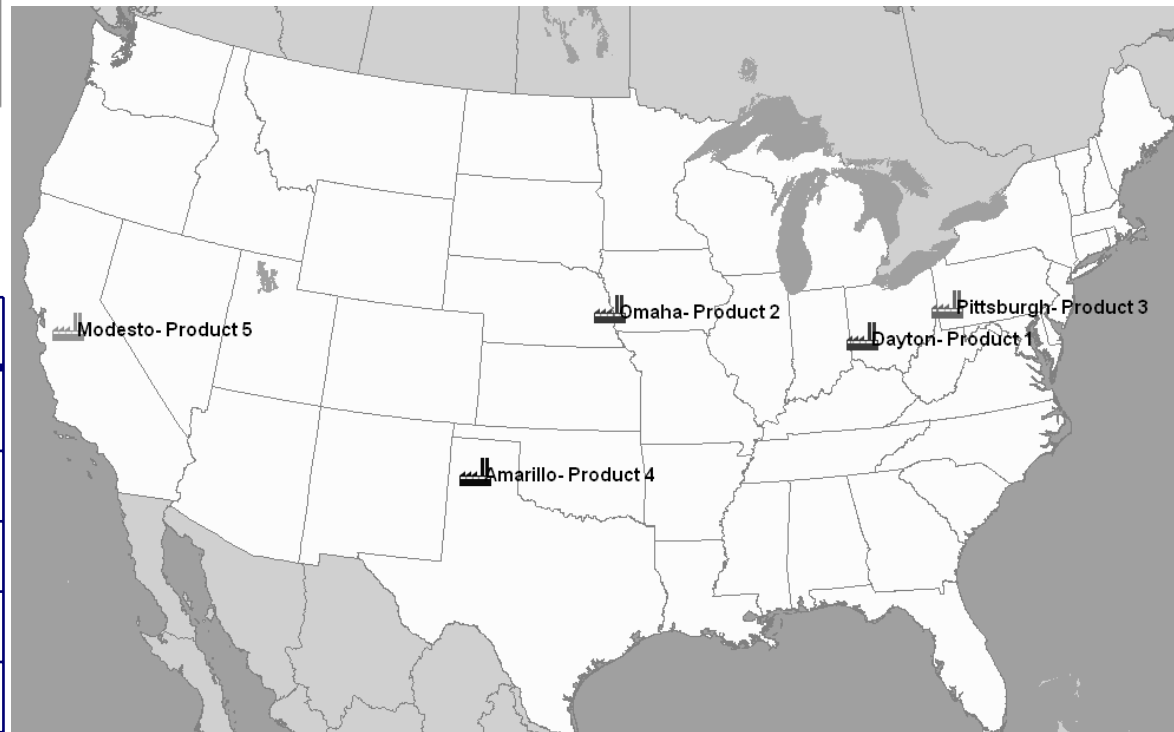 Omaha- Product 2
Pittsburgh- Product 3
Modesto- Product 5
Dayton- Product 1
Amarillo- Product 4